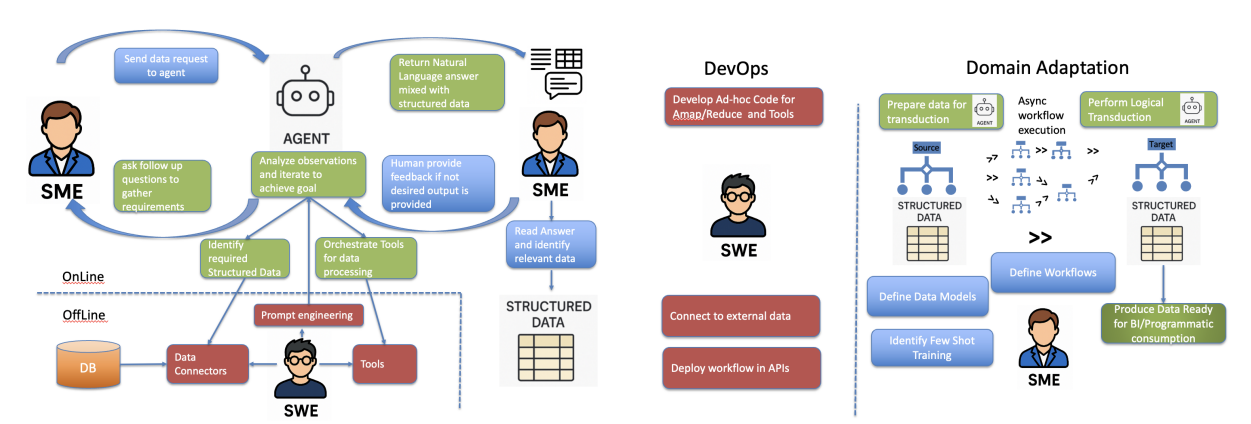 Send data request
to agent
AGENT
Return Natural
Language answer
mixed with
structured data
SME
ask follow up
questions to
gather
requirements
Analyze observations
and iterate to
achieve goal
Human provide
feedback if not
desired output is
provided
SME
Identify
required
Structured Data
Orchestrate Tools
for data
processing
Read Answer
and identify
relevant data
OnLine
OffLine
Prompt engineering
STRUCTURED
DATA
DB
Data
Connectors
Tools
SWE
DevOps
Develop Ad-hoc Code for
Amap/Reduce and Tools
SWE
Connect to external data
Deploy workflow in APIs
Domain Adaptation
Prepare data for
transduction
AGENT
Async
workflow
execution
Perform Logical
Transduction
AGENT
Source
>>
>>
>>
>>
Target
STRUCTURED
DATA
STRUCTURED
DATA
>>
Define Workflows
Define Data Models
Identify Few Shot
Training
SME
Produce Data Ready
for BI/Programmatic
consumption